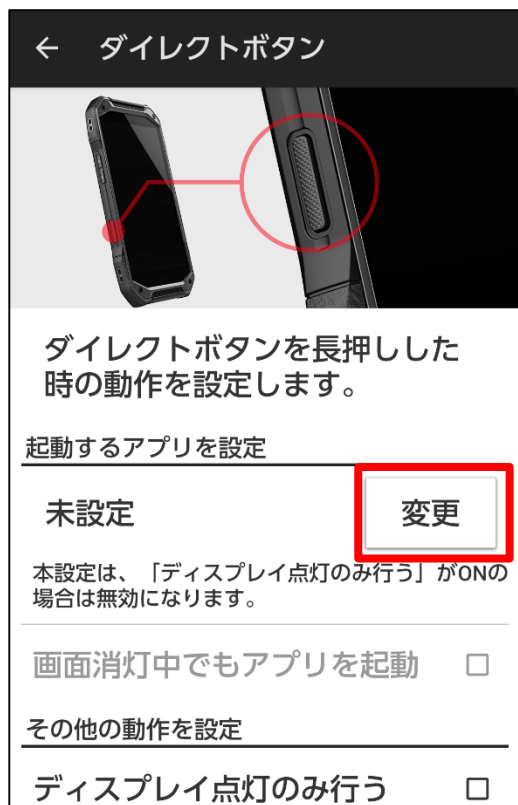 ダイレクトボタン
ダイレクトボタンを長押しした
時の動作を設定します。
起動するアプリを設定
未設定
変更
本設定は、「ディスプレイ点灯のみ行う」がONの
場合は無効になります。
画面消灯中でもアプリを起動
その他の動作を設定
ディスプレイ点灯のみ行う